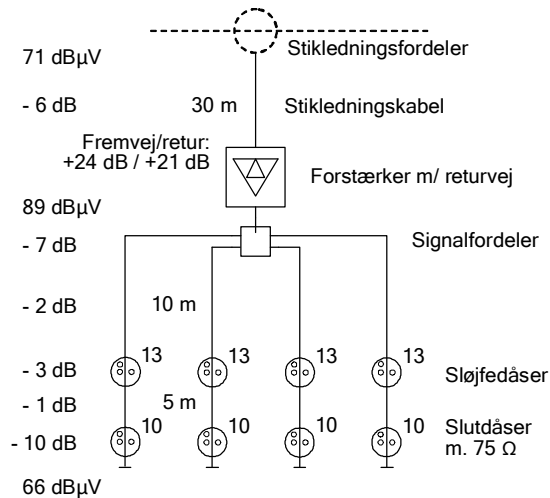 Stikledningsfordeler
71 dBµV
- 6 dB
30 m
Stikledningskabel
Fremvej/retur:
+24 dB / +21 dB
Forstærker m/ returvej
89 dBµV
- 7 dB
Signalfordeler
- 2 dB
10 m
13
13
13
13
- 3 dB
Sløjfedåser
- 1 dB
5 m
10
10
10
10
- 10 dB
Slutdåser
m. 75 Ω
66 dBµV